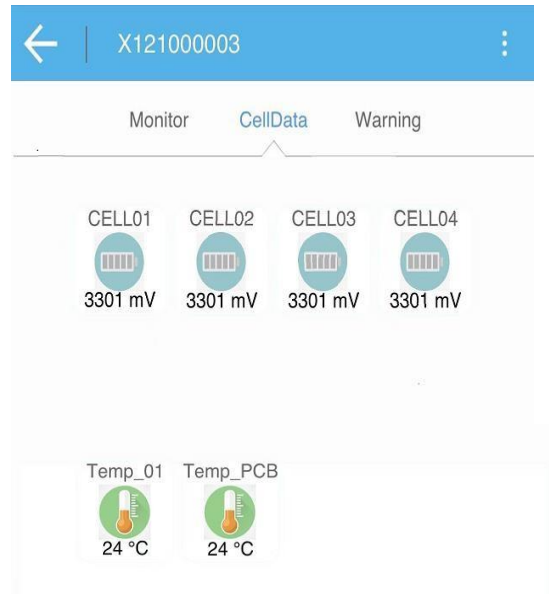 X121000003
Monitor CellData Warning
CELL01 CELL02 CELL03 CELL04
3301 mV 3301 mV 3301 mV 3301 mV
Temp_01 Temp_PCB
24 °C 24 °C